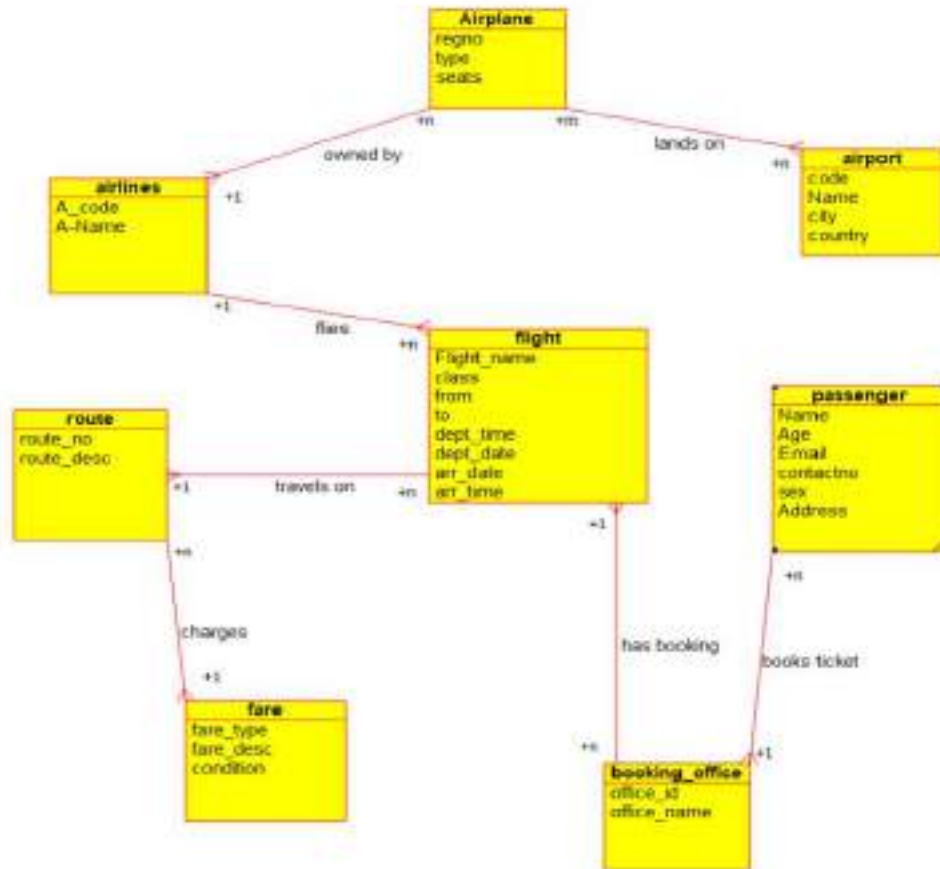 Airplane
regno
type
seats
+n
+m
owned by
lands on
+1
+n
airlines
A_code
A-Name
airport
code
Name
city
country
+1
flies
+n
flight
Flight_name
class
from
to
dept_time
dept_date
arr_date
arr_time
route
route_no
route_desc
+1
travels on
+n
passenger
Name
Age
Email
contactno
sex
Address
+1
+n
+n
charges
has booking
books ticket
+1
fare
fare_type
fare_desc
condition
+n
+1
booking_office
office_id
office_name